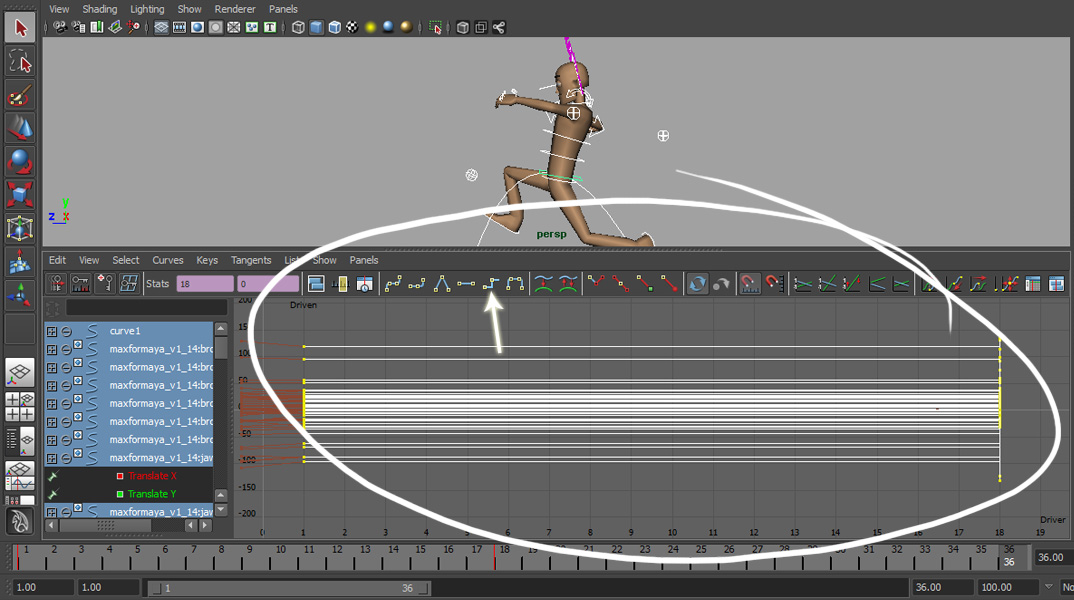 View Shading Lighting Show Renderer Panels
T
y
z x
persp
Edit View Select Curves Keys Tangents List Show Panels
Stats 18 0
curve1
maxformaya_v1_14:bro
maxformaya_v1_14:bro
maxformaya_v1_14:bro
maxformaya_v1_14:bro
maxformaya_v1_14:bro
maxformaya_v1_14:bro
maxformaya_v1_14:jaw
Translate X
Translate Y
maxformaya_v1_14:jaw
Driven
200
150
100
50
0
-50
-100
-150
-200
Driver
0 1 2 3 4 5 6 7 8 9 10 11 12 13 14 15 16 17 18 19
1 2 3 4 5 6 7 8 9 10 11 12 13 14 15 16 17 18 19 20 21 22 23 24 25 26 27 28 29 30 31 32 33 34 35 36
36
36.00
1.00 1.00 1 36 36.00 100.00 No